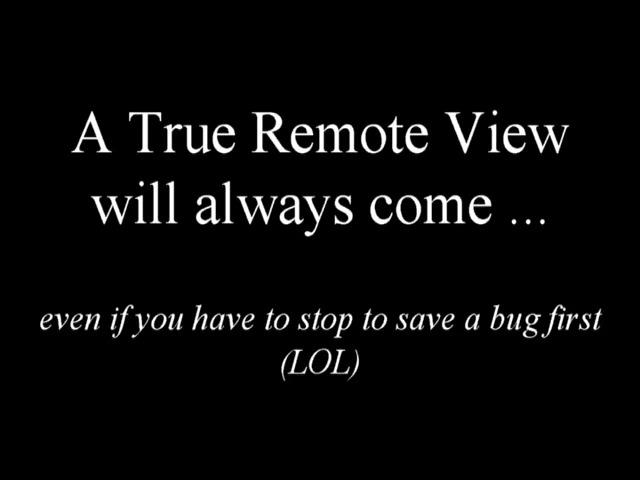 A True Remote View
will always come ...
even if you have to stop to save a bug first
(LOL)